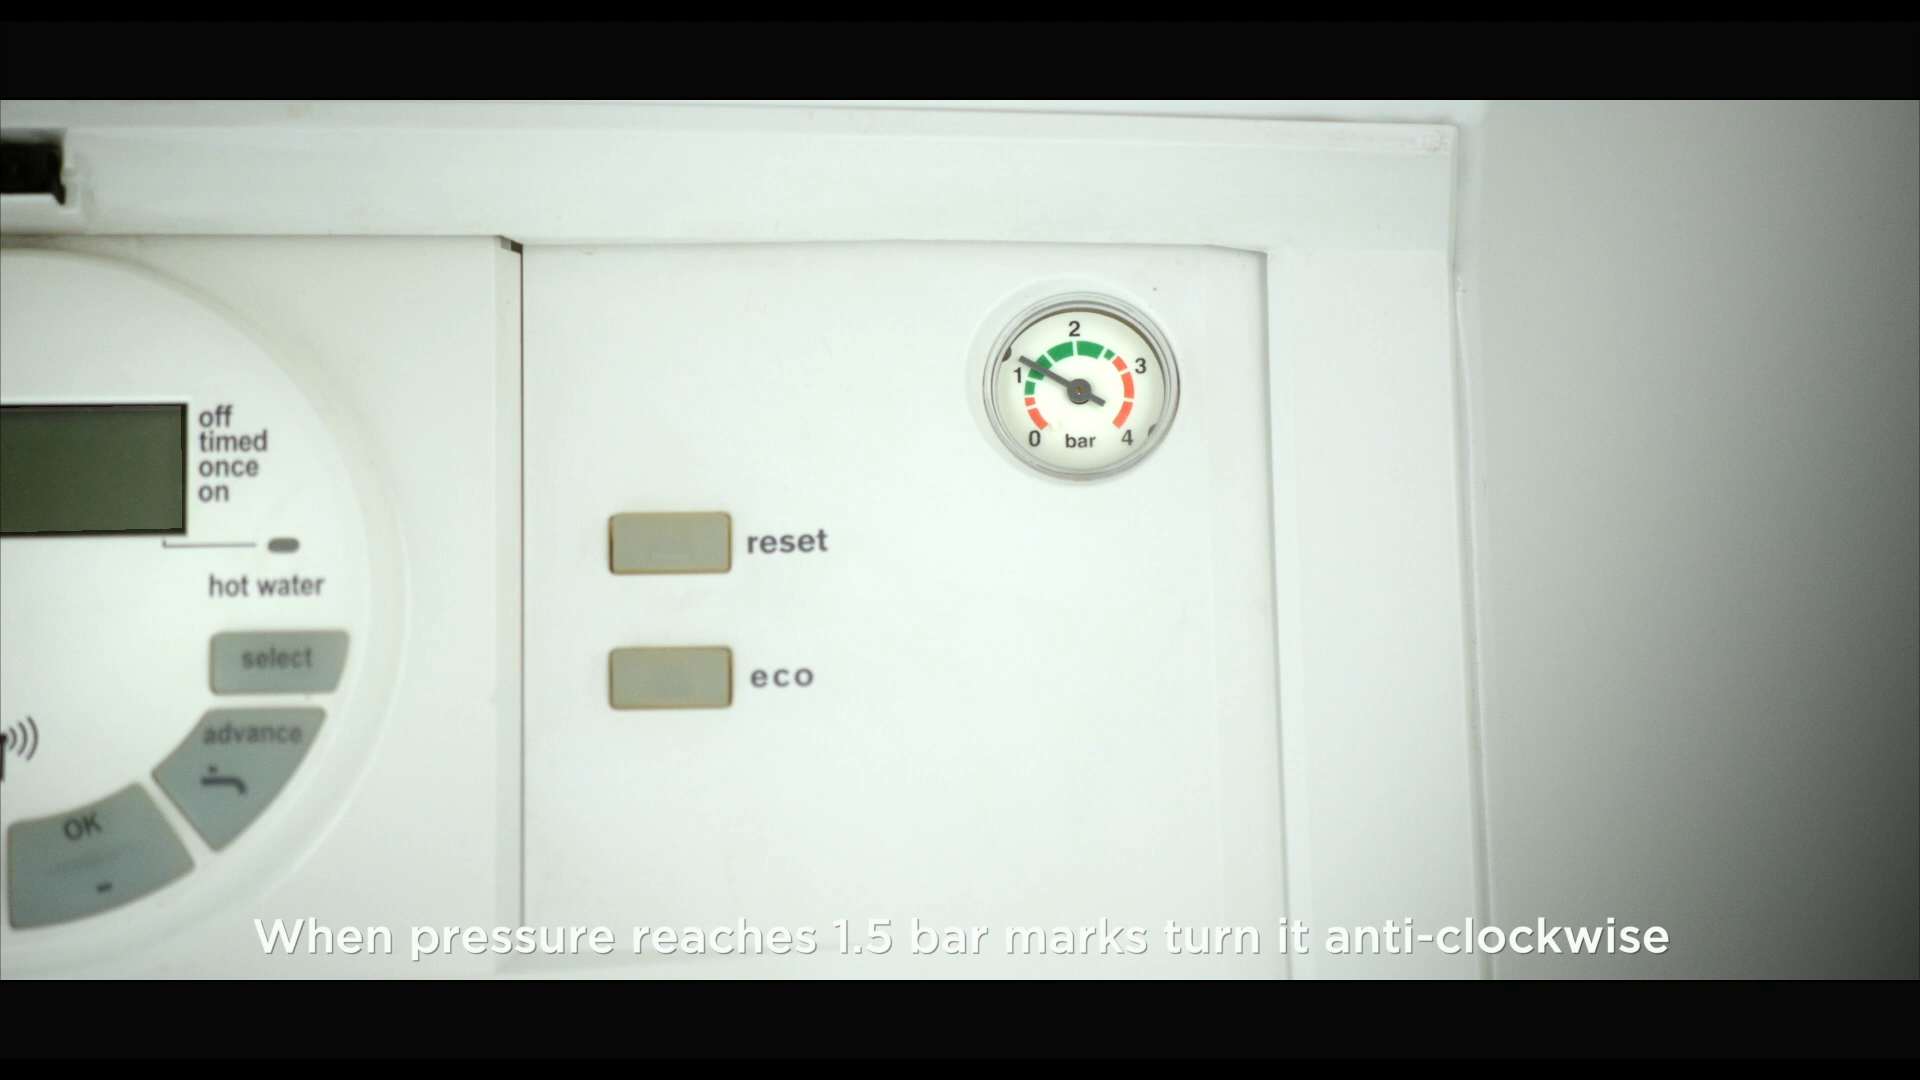 off
timed
once
on
hot water
select
advance
OK
-
reset
eco
2
1
3
0 bar 4
When pressure reaches 1.5 bar marks turn it anti-clockwise